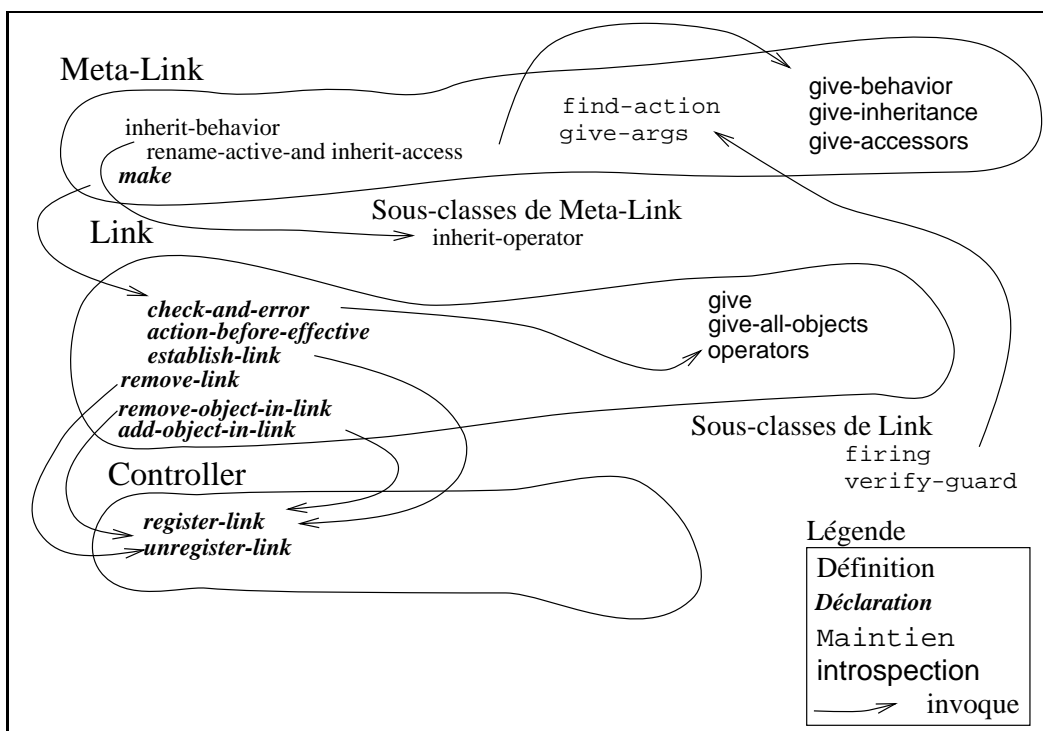 Meta-Link
inherit-behavior
rename-active-and inherit-access
make
find-action
give-args
give-behavior
give-inheritance
give-accessors
Sous-classes de Meta-Link
inherit-operator
Link
check-and-error
action-before-effective
establish-link
remove-link
remove-object-in-link
add-object-in-link
give
give-all-objects
operators
Sous-classes de Link
firing
verify-guard
Controller
register-link
unregister-link
Légende
Définition
Déclaration
Maintien
introspection
invoque